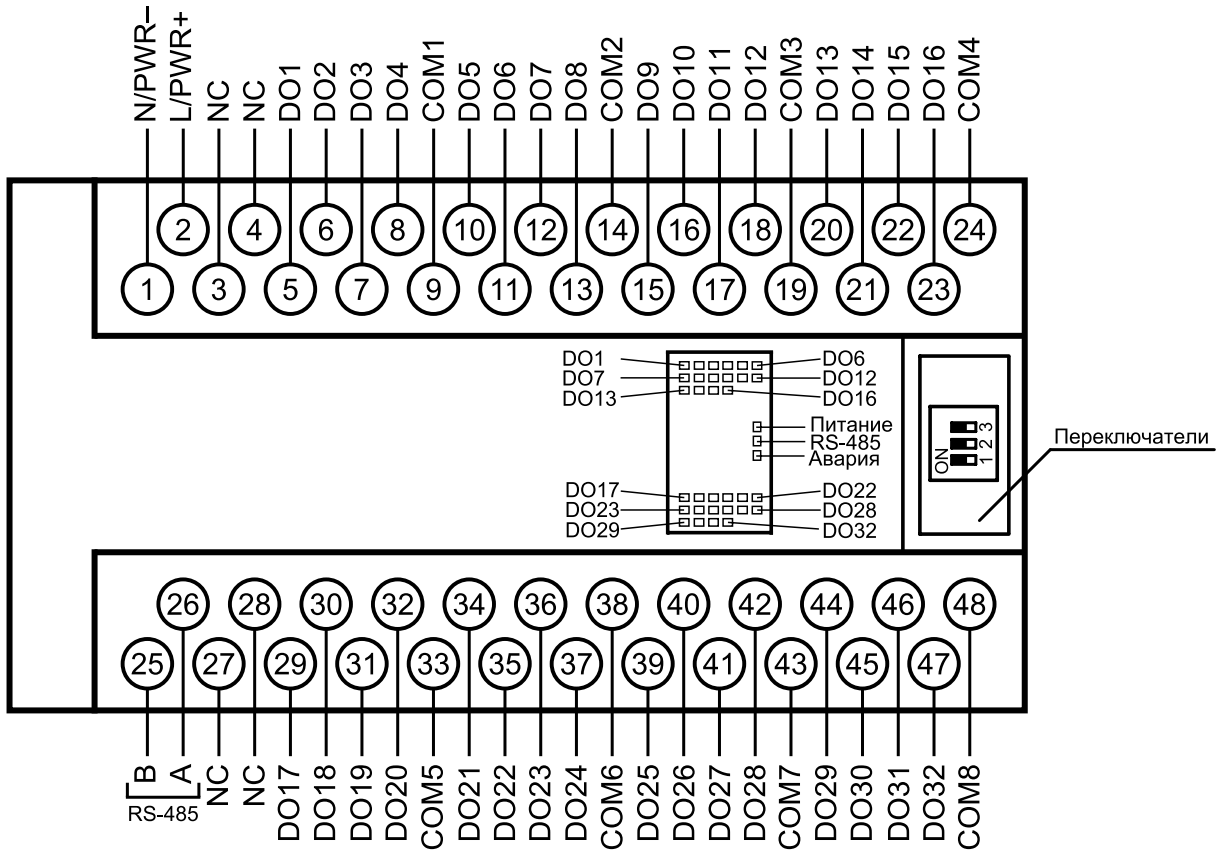 N/PWR−
L/PWR+
NC
NC
DO1
DO2
DO3
DO4
COM1
DO5
DO6
DO7
DO8
COM2
DO9
DO10
DO11
DO12
COM3
DO13
DO14
DO15
DO16
COM4
2 4 6 8 10 12 14 16 18 20 22 24
1 3 5 7 9 11 13 15 17 19 21 23
DO1 DO6
DO7 DO12
DO13 DO16
Питание
RS-485
Авария
DO17 DO22
DO23 DO28
DO29 DO32
ON
1 2 3
Переключатели
26 28 30 32 34 36 38 40 42 44 46 48
25 27 29 31 33 35 37 39 41 43 45 47
B
A
RS-485
NC
NC
DO17
DO18
DO19
DO20
COM5
DO21
DO22
DO23
DO24
COM6
DO25
DO26
DO27
DO28
COM7
DO29
DO30
DO31
DO32
COM8